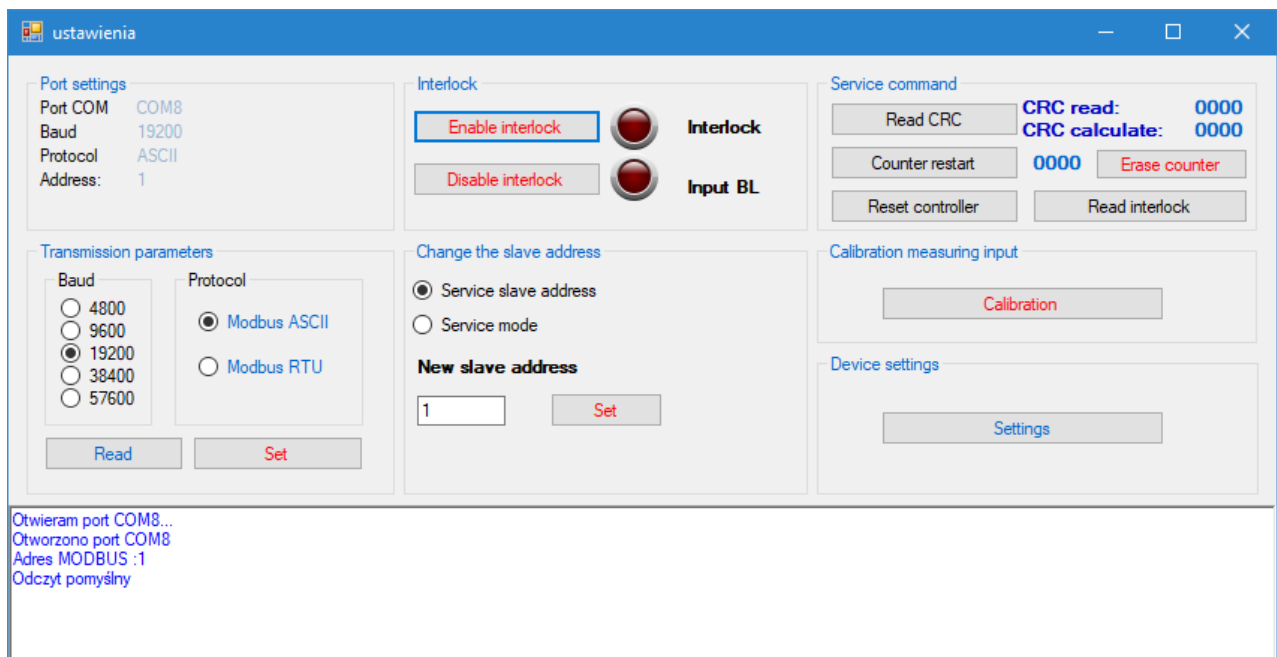 ustawienia
Port settings
Port COM COM8
Baud 19200
Protocol ASCII
Address: 1
Interlock
Enable interlock
Interlock
Disable interlock
Input BL
Service command
Read CRC
CRC read: 0000
CRC calculate: 0000
Counter restart
0000
Erase counter
Reset controller
Read interlock
Transmission parameters
Baud
4800
9600
19200
38400
57600
Protocol
Modbus ASCII
Modbus RTU
Read
Set
Change the slave address
Service slave address
Service mode
New slave address
1
Set
Calibration measuring input
Calibration
Device settings
Settings
Otwieram port COM8...
Otworzono port COM8
Adres MODBUS :1
Odczyt pomyślny